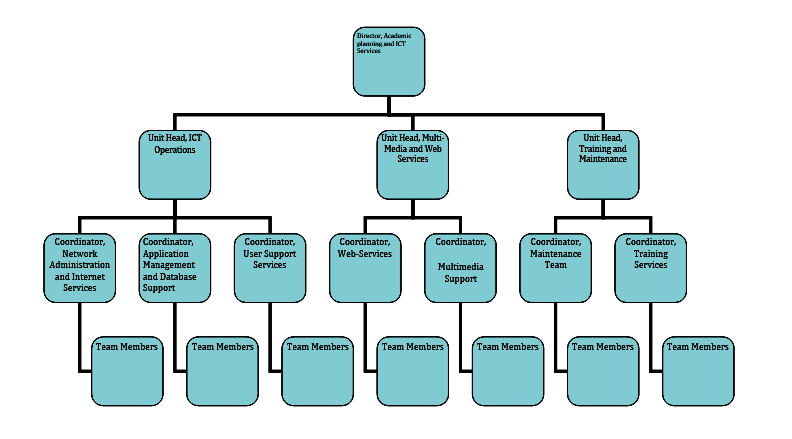 Director, Academic
planning and ICT
Services
Unit Head, ICT
Operations
Unit Head, Multi-
Media and Web
Services
Unit Head,
Training and
Maintenance
Coordinator,
Network
Administration
and Internet
Services
Coordinator,
Application
Management
and Database
Support
Coordinator,
User Support
Services
Coordinator,
Web-Services
Coordinator,
Multimedia
Support
Coordinator,
Maintenance
Team
Coordinator,
Training
Services
Team Members
Team Members
Team Members
Team Members
Team Members
Team Members
Team Members